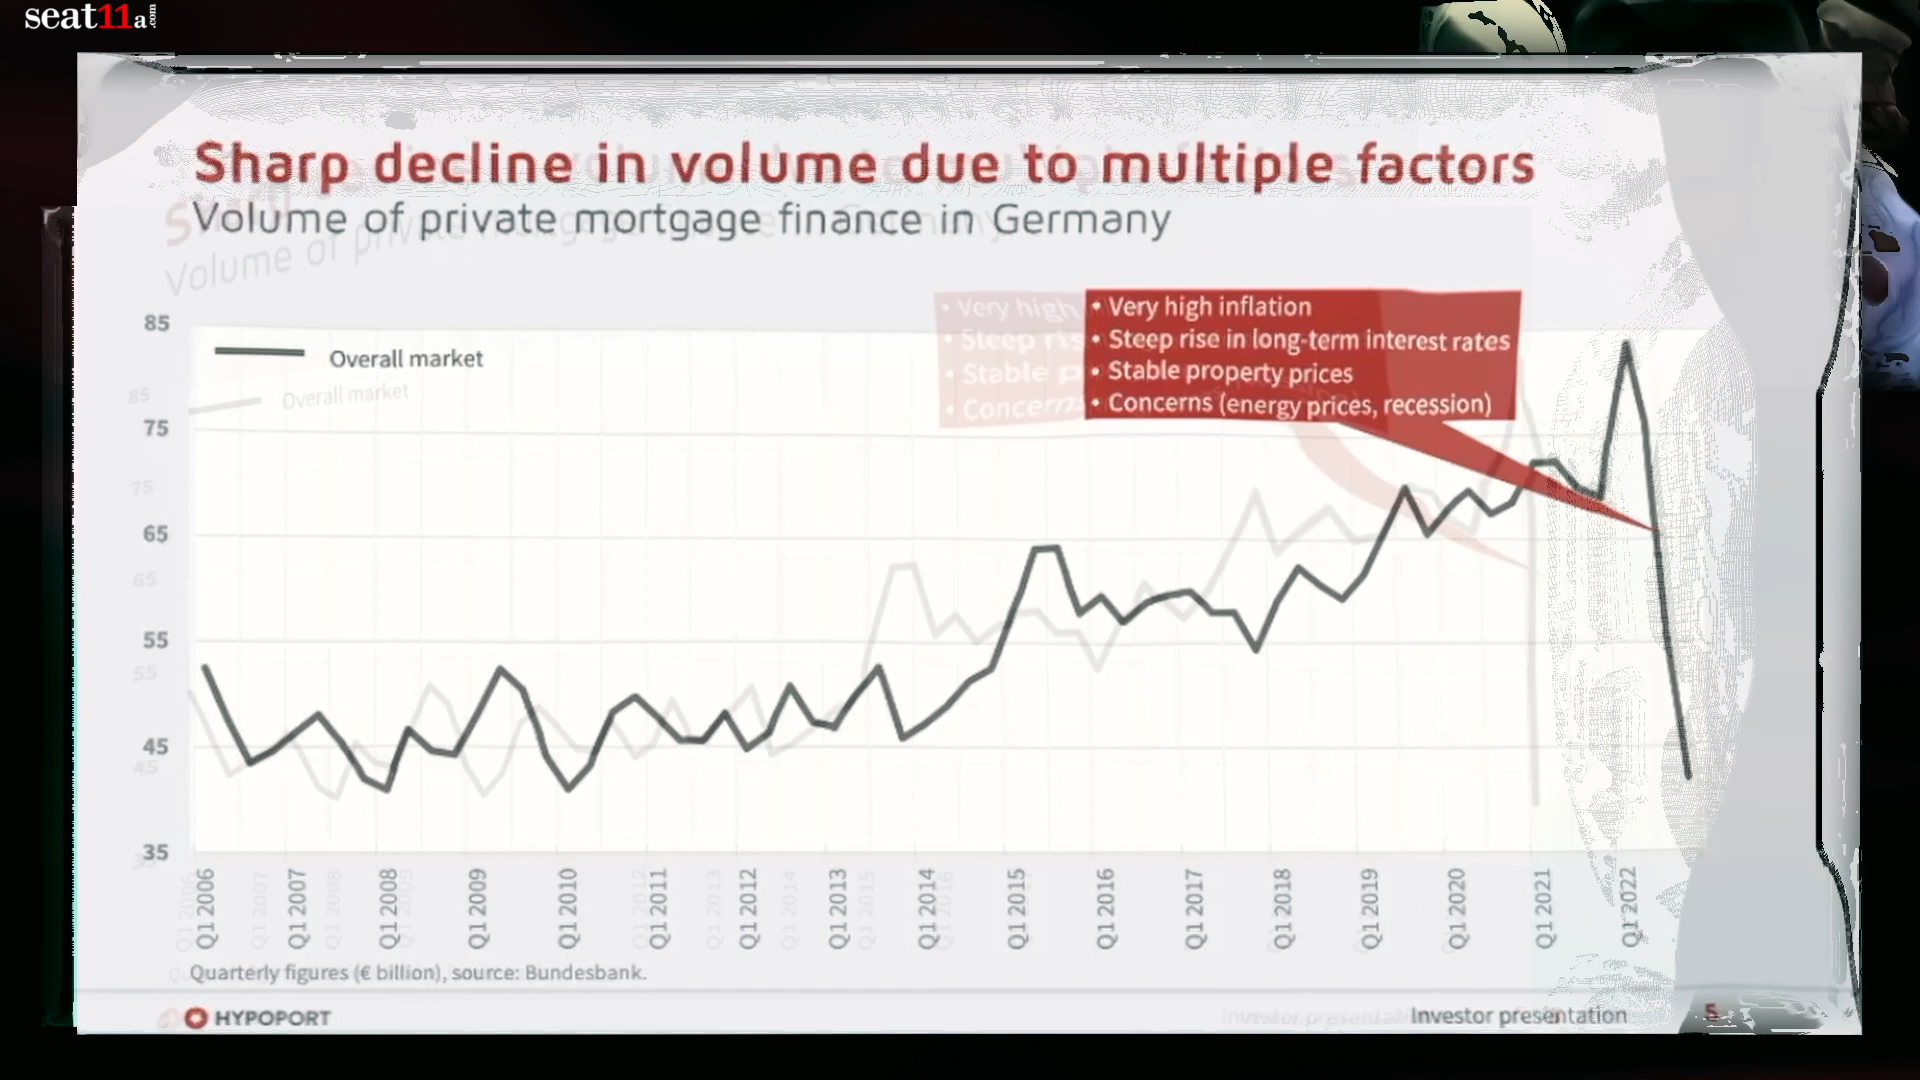 seat11a.com
Sharp decline in volume due to multiple factors
Volume of private mortgage finance in Germany
• Very high inflation
• Steep rise in long-term interest rates
• Stable property prices
• Concerns (energy prices, recession)
Overall market
85
75
65
55
45
35
Q1 2006
Q1 2007
Q1 2008
Q1 2009
Q1 2010
Q1 2011
Q1 2012
Q1 2013
Q1 2014
Q1 2015
Q1 2016
Q1 2017
Q1 2018
Q1 2019
Q1 2020
Q1 2021
Q1 2022
Quarterly figures (€ billion), source: Bundesbank.
HYPOPORT
Investor presentation
5